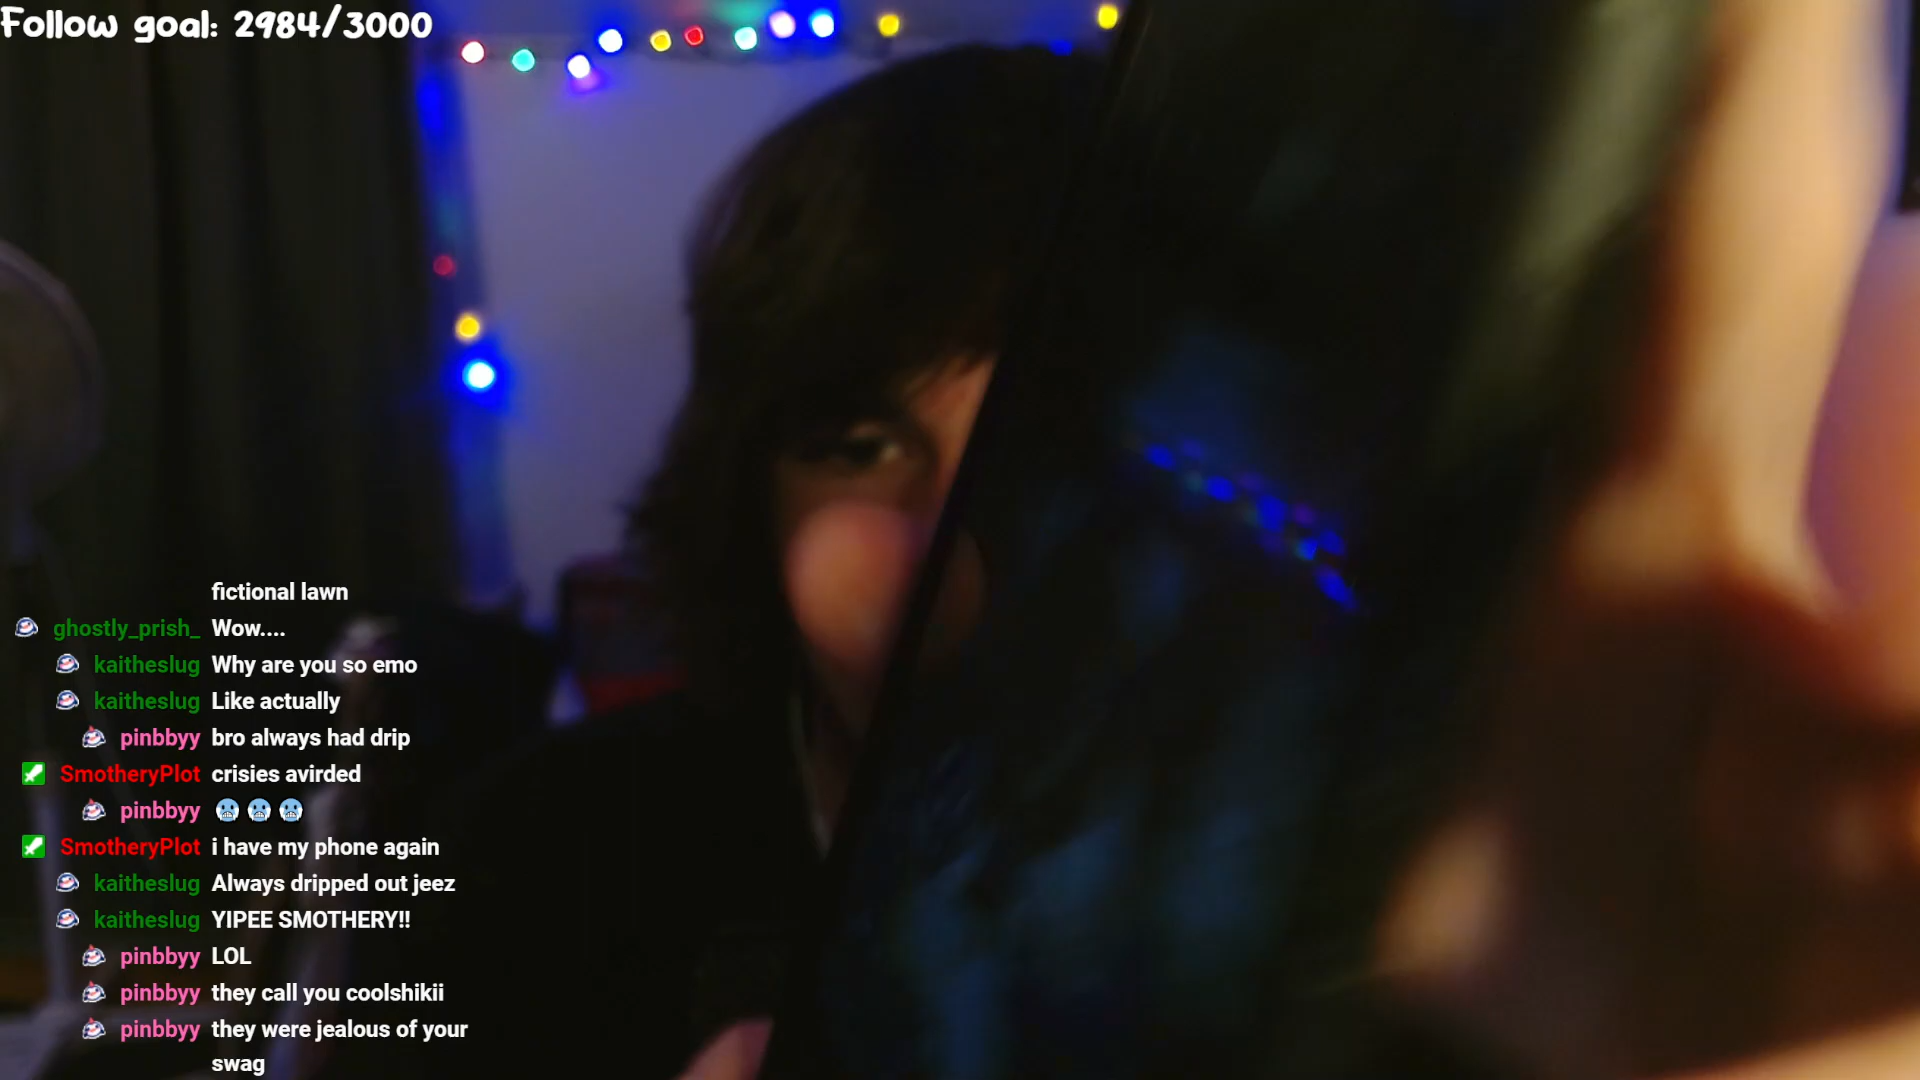 Follow goal: 2984/3000
fictional lawn
ghostly_prish_ Wow....
kaitheslug Why are you so emo
kaitheslug Like actually
pinbbyy bro always had drip
SmotheryPlot crisies avirded
pinbbyy 🥶🥶🥶
SmotheryPlot i have my phone again
kaitheslug Always dripped out jeez
kaitheslug YIPEE SMOTHERY!!
pinbbyy LOL
pinbbyy they call you coolshikii
pinbbyy they were jealous of your
swag